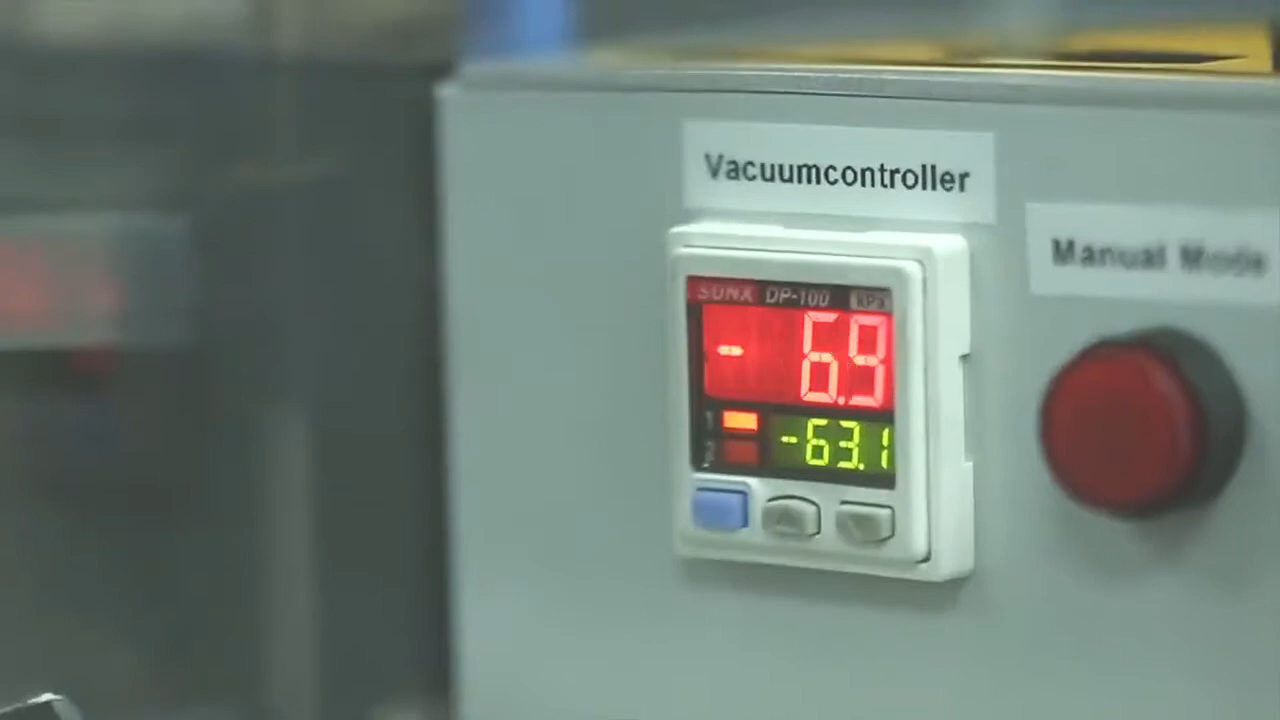 Vacuumcontroller
Manual Mode
SUNX DP-100 KPA
- 6.9
1
-63.1
2